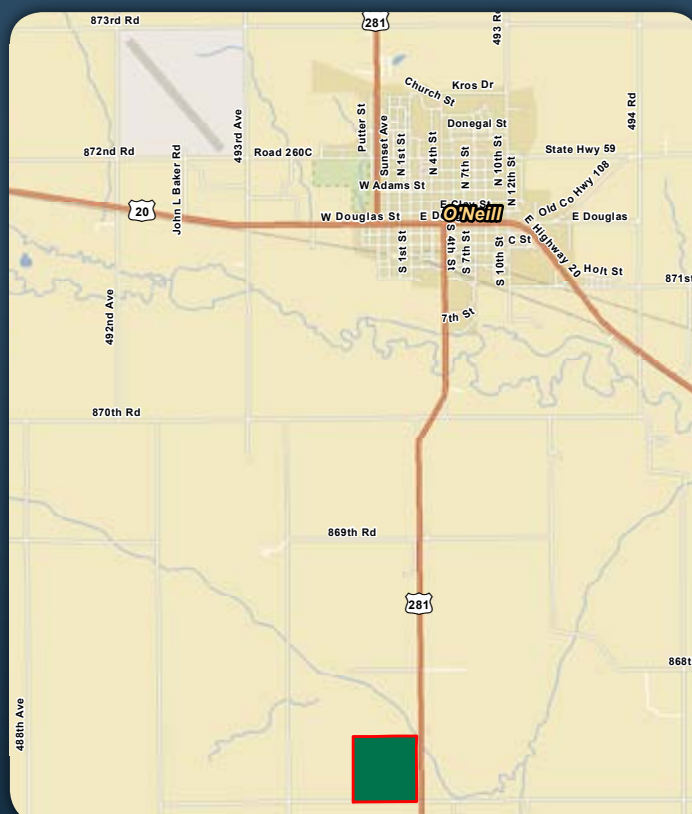 873rd Rd
281
493 Rd
Church St
Kros Dr
494 Rd
Putter St
Sunset Ave
N 1st St
N 4th St
Donegal St
N 7th St
N 10th St
N 12th St
493rd Ave
872nd Rd
John L Baker Rd
Road 260C
State Hwy 59
W Adams St
Old Co Hwy 108
20
E Clay St
O'Neill
W Douglas St
E D
E Douglas
S 1st St
S 4th St
S 7th St
S 10th St
C St
E Highway 20
Holt St
871st
492nd Ave
7th St
870th Rd
869th Rd
281
868t
488th Ave